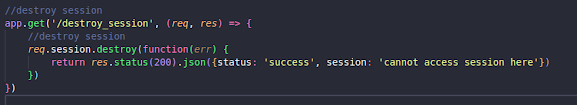 //destroy session
app.get('/destroy_session', (req, res) => {
//destroy session
req.session.destroy(function(err) {
return res.status(200).json({status: 'success', session: 'cannot access session here'})
})
})